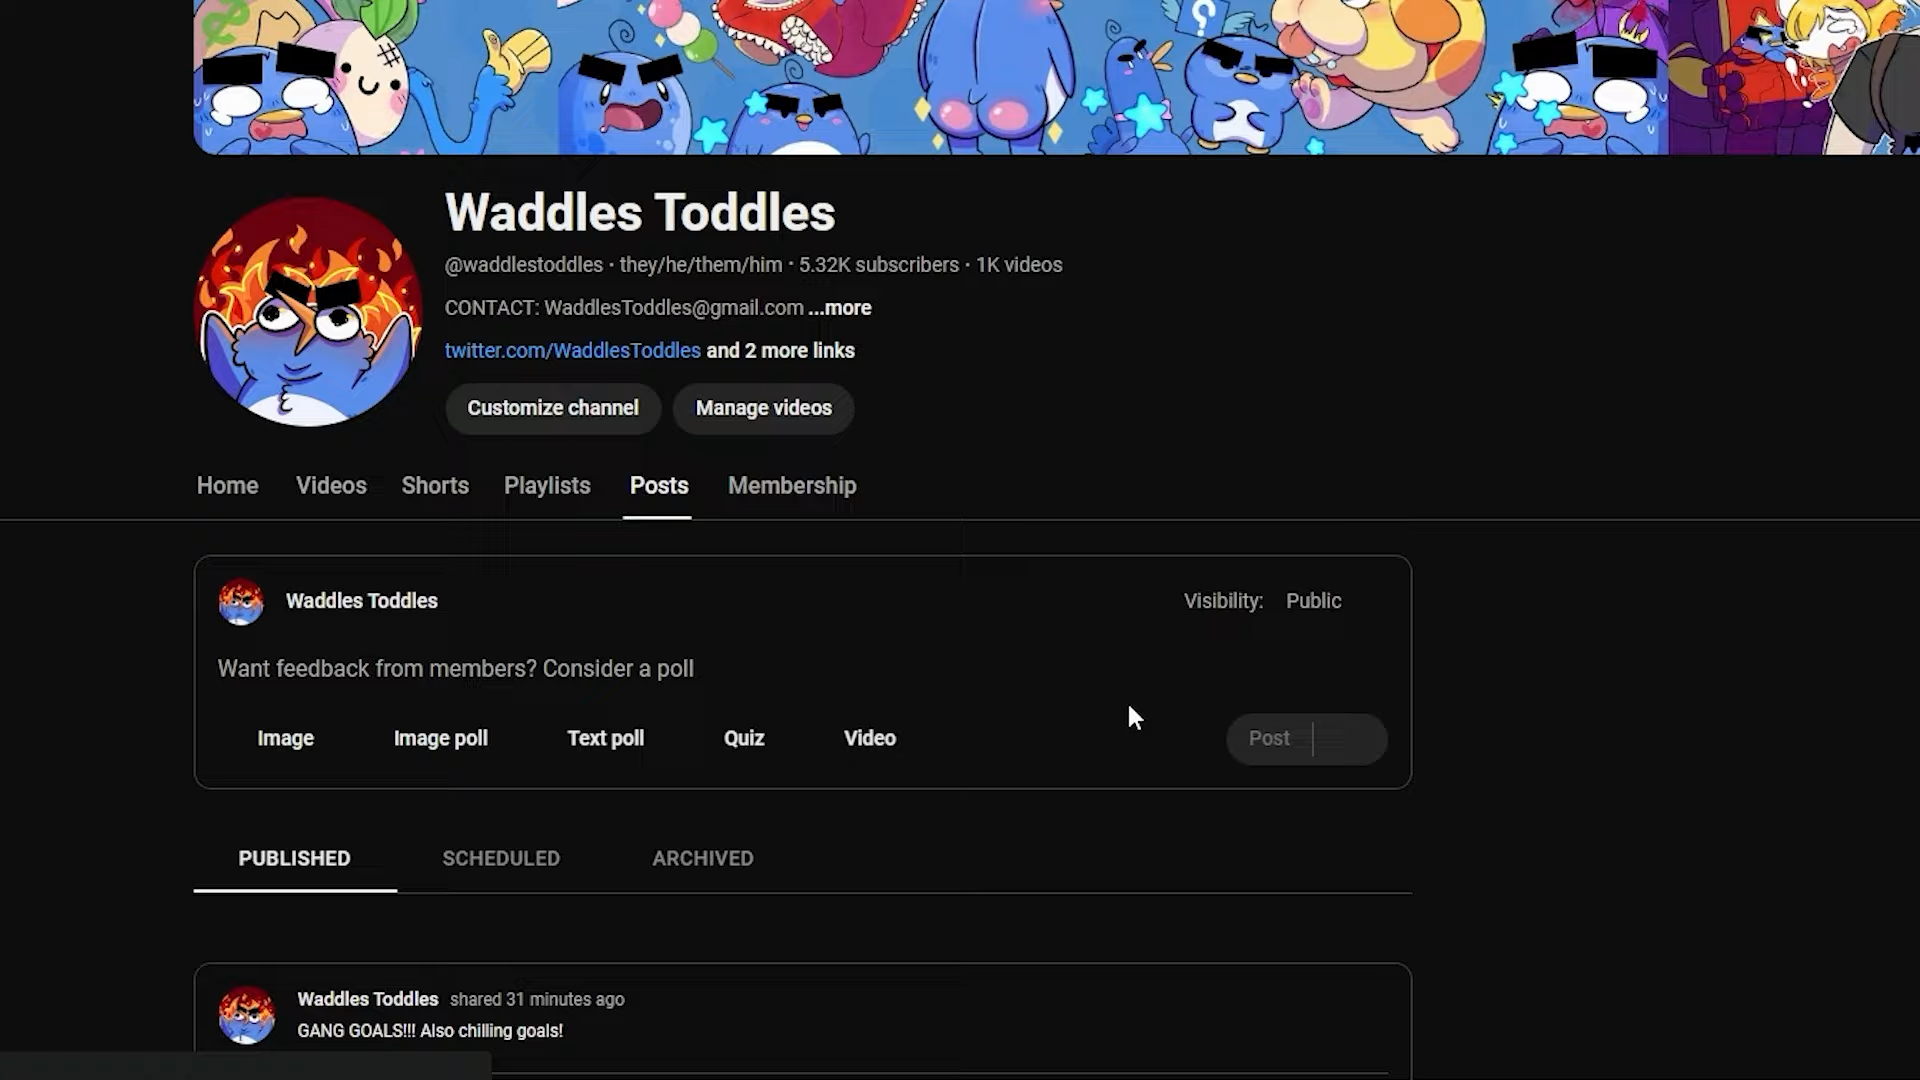 ?
Waddles Toddles
@waddlestoddles · they/he/them/him · 5.32K subscribers · 1K videos
CONTACT: WaddlesToddles@gmail.com ...more
twitter.com/WaddlesToddles and 2 more links
Customize channel Manage videos
Home Videos Shorts Playlists Posts Membership
Waddles Toddles Visibility: Public
Want feedback from members? Consider a poll
Image Image poll Text poll Quiz Video Post
PUBLISHED SCHEDULED ARCHIVED
Waddles Toddles shared 31 minutes ago
GANG GOALS!!! Also chilling goals!